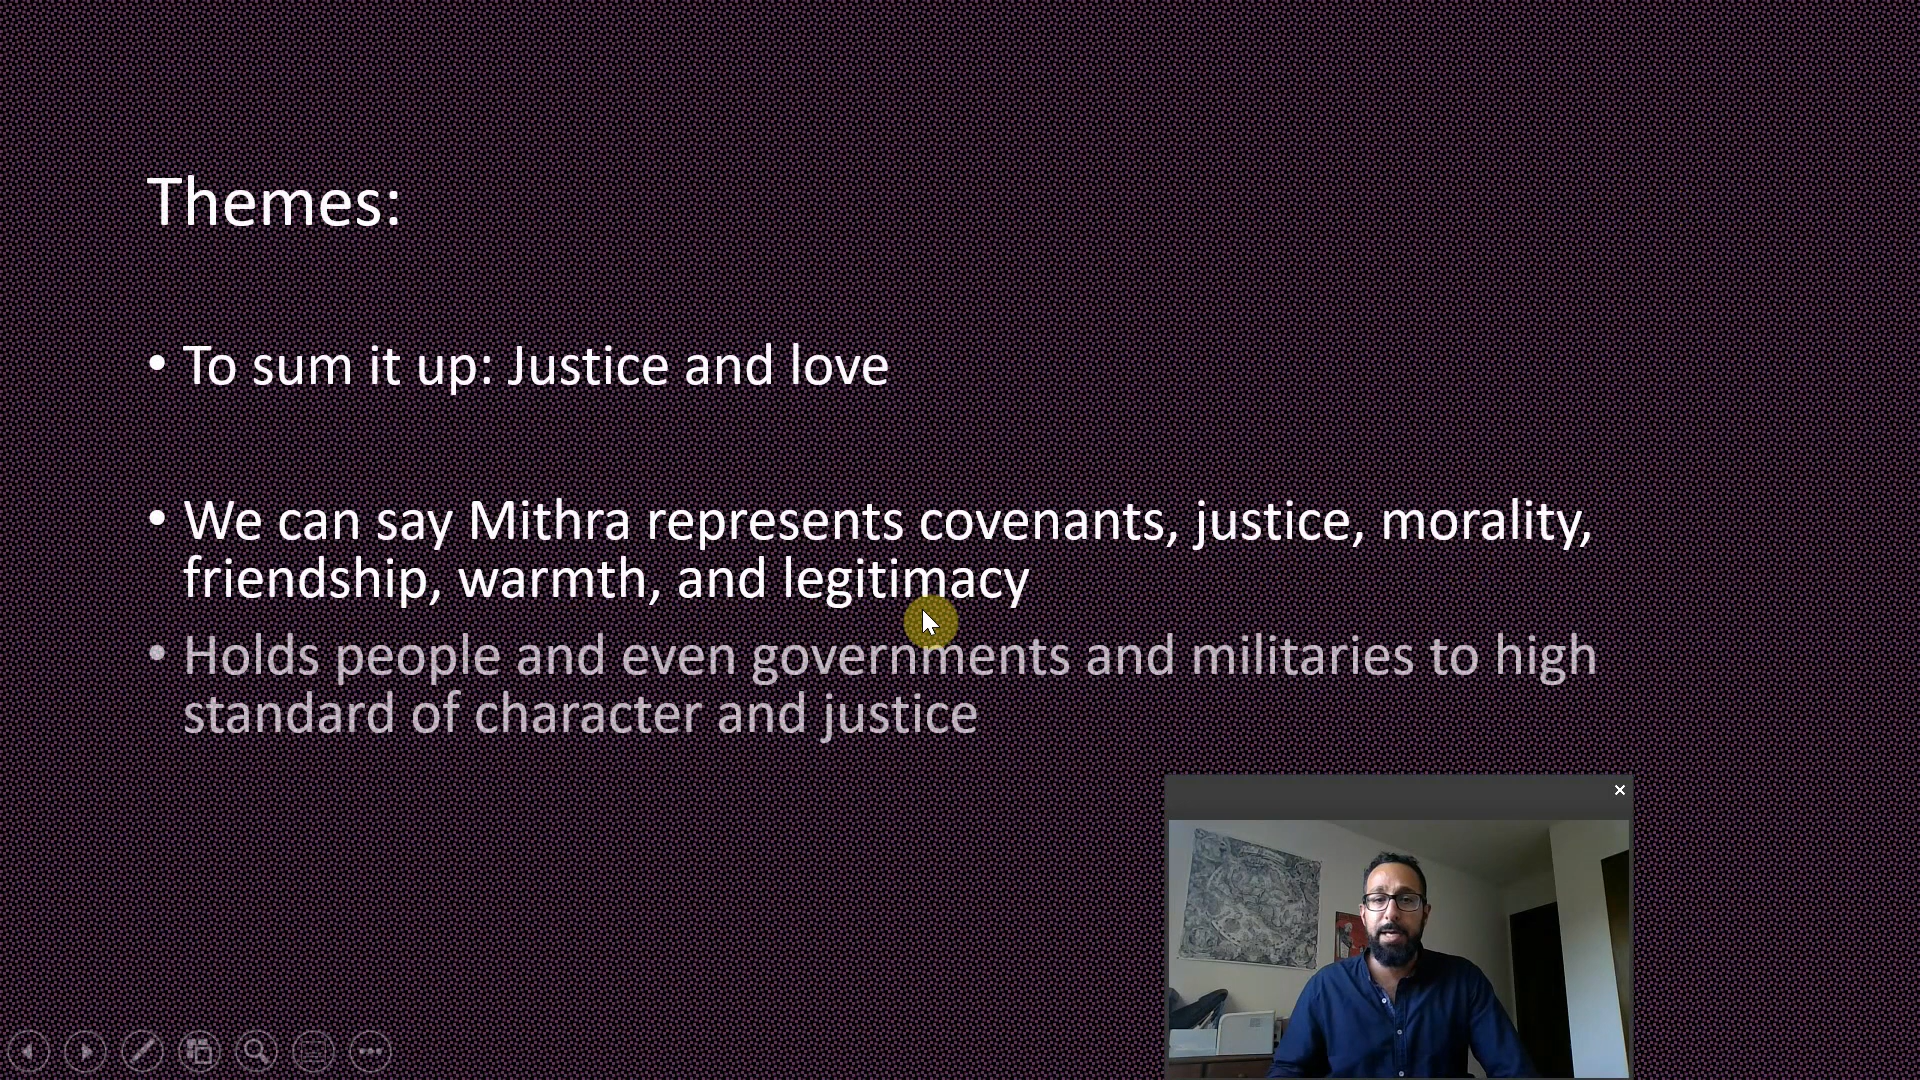 Themes:
• To sum it up: Justice and love
• We can say Mithra represents covenants, justice, morality,
friendship, warmth, and legitimacy
• Holds people and even governments and militaries to high
standard of character and justice